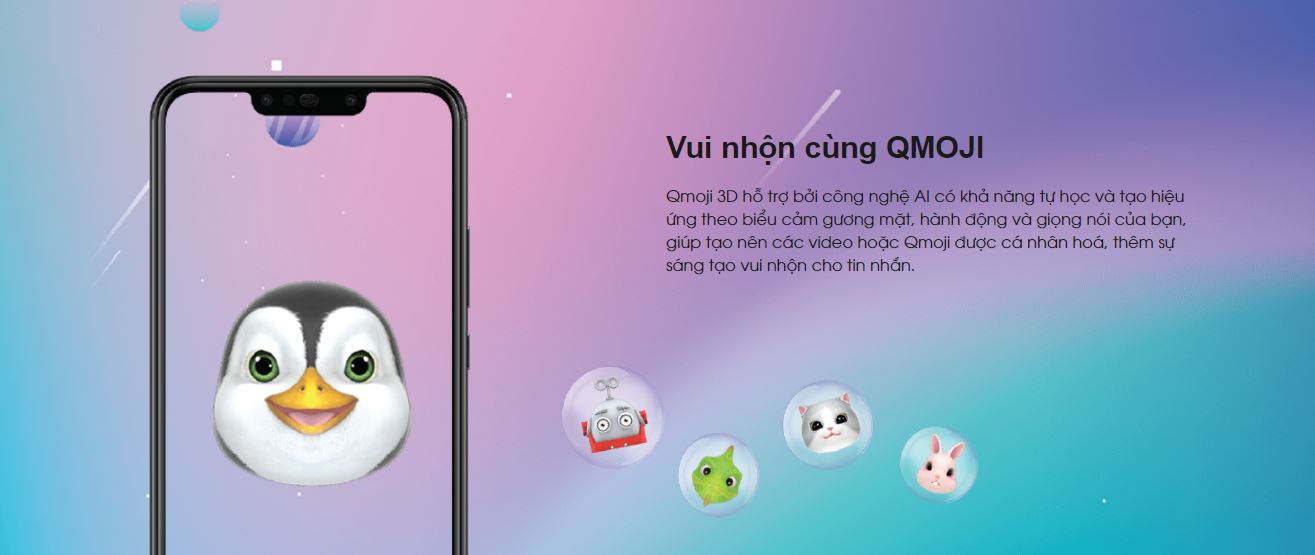 Vui nhộn cùng QMOJI
Qmoji 3D hỗ trợ bởi công nghệ AI có khả năng tự học và tạo hiệu
ứng theo biểu cảm gương mặt, hành động và giọng nói của bạn,
giúp tạo nên các video hoặc Qmoji được cá nhân hoá, thêm sự
sáng tạo vui nhộn cho tin nhắn.